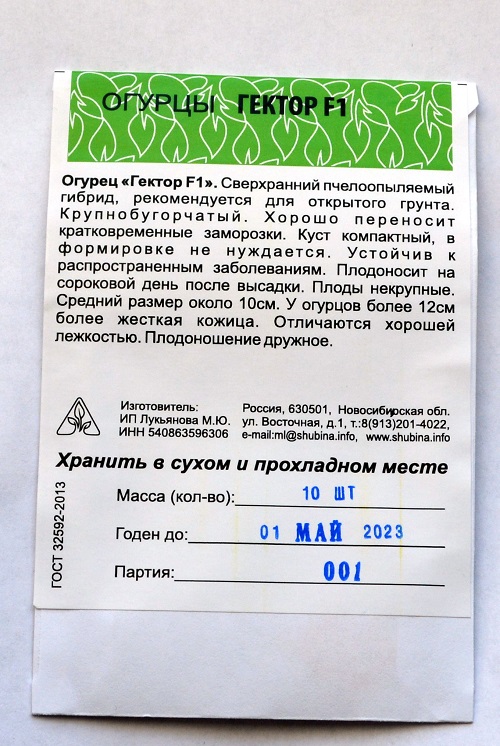 ОГУРЦЫ ГЕКТОР F1
Огурец «Гектор F1». Сверхранний пчелоопыляемый
гибрид, рекомендуется для открытого грунта.
Крупнобугорчатый. Хорошо переносит
кратковременные заморозки. Куст компактный, в
формировке не нуждается. Устойчив к
распространенным заболеваниям. Плодоносит на
сороковой день после высадки. Плоды некрупные.
Средний размер около 10см. У огурцов более 12см
более жесткая кожица. Отличаются хорошей
лежкостью. Плодоношение дружное.
Изготовитель:
ИП Лукьянова М.Ю.
ИНН 540863596306
Россия, 630501, Новосибирская обл.
ул. Восточная, д.1, т.:8(913)201-4022,
e-mail:ml@shubina.info, www.shubina.info
Хранить в сухом и прохладном месте
ГОСТ 32592-2013
Масса (кол-во): 10 ШТ
Годен до: 01 МАЙ 2023
Партия: 001